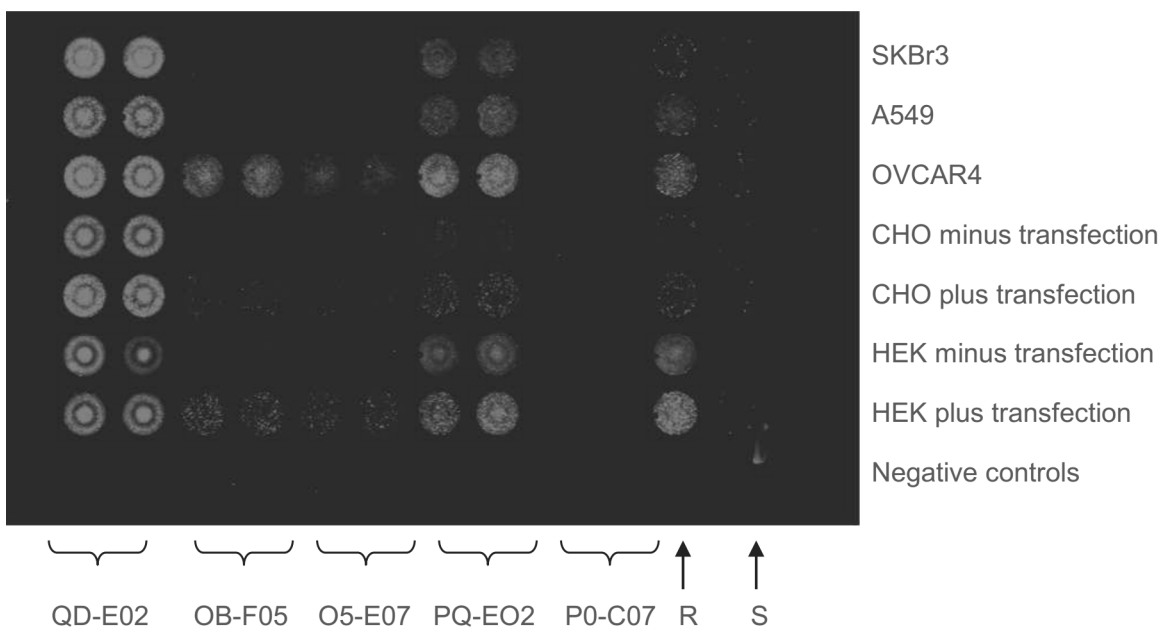 SKBr3
A549
OVCAR4
CHO minus transfection
CHO plus transfection
HEK minus transfection
HEK plus transfection
Negative controls
QD-E02 OB-F05 O5-E07 PQ-EO2 P0-C07 R S